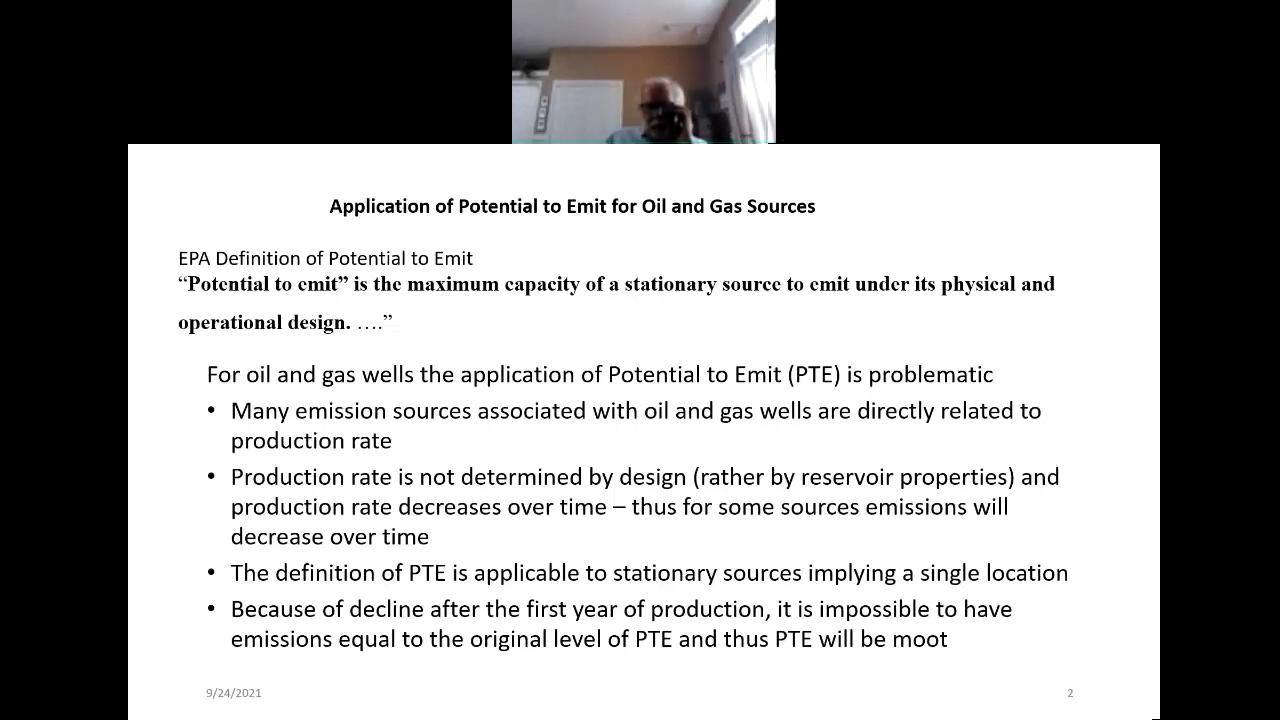 Application of Potential to Emit for Oil and Gas Sources
EPA Definition of Potential to Emit
“Potential to emit” is the maximum capacity of a stationary source to emit under its physical and
operational design. ….”
For oil and gas wells the application of Potential to Emit (PTE) is problematic
• Many emission sources associated with oil and gas wells are directly related to
production rate
• Production rate is not determined by design (rather by reservoir properties) and
production rate decreases over time – thus for some sources emissions will
decrease over time
• The definition of PTE is applicable to stationary sources implying a single location
• Because of decline after the first year of production, it is impossible to have
emissions equal to the original level of PTE and thus PTE will be moot
9/24/2021
2